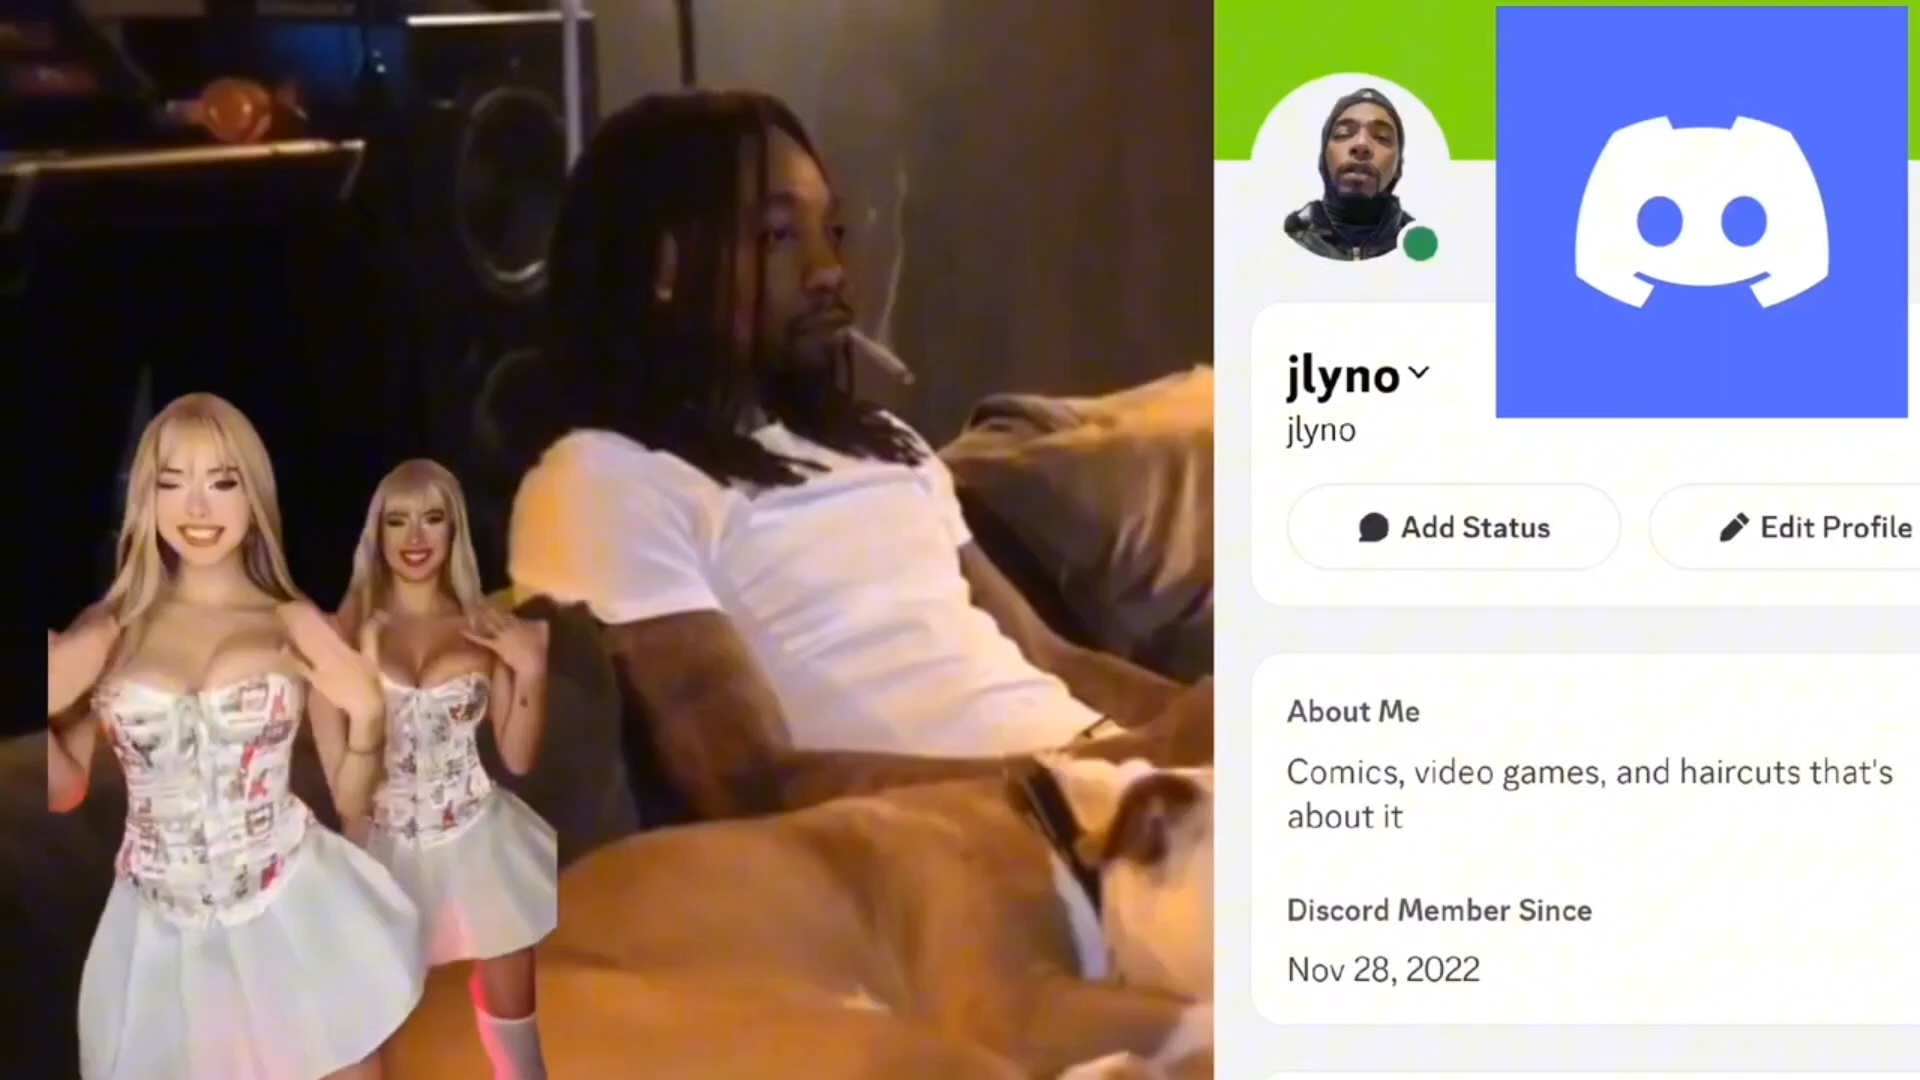 jlyno
jlyno
Add Status
Edit Profile
About Me
Comics, video games, and haircuts that's
about it
Discord Member Since
Nov 28, 2022